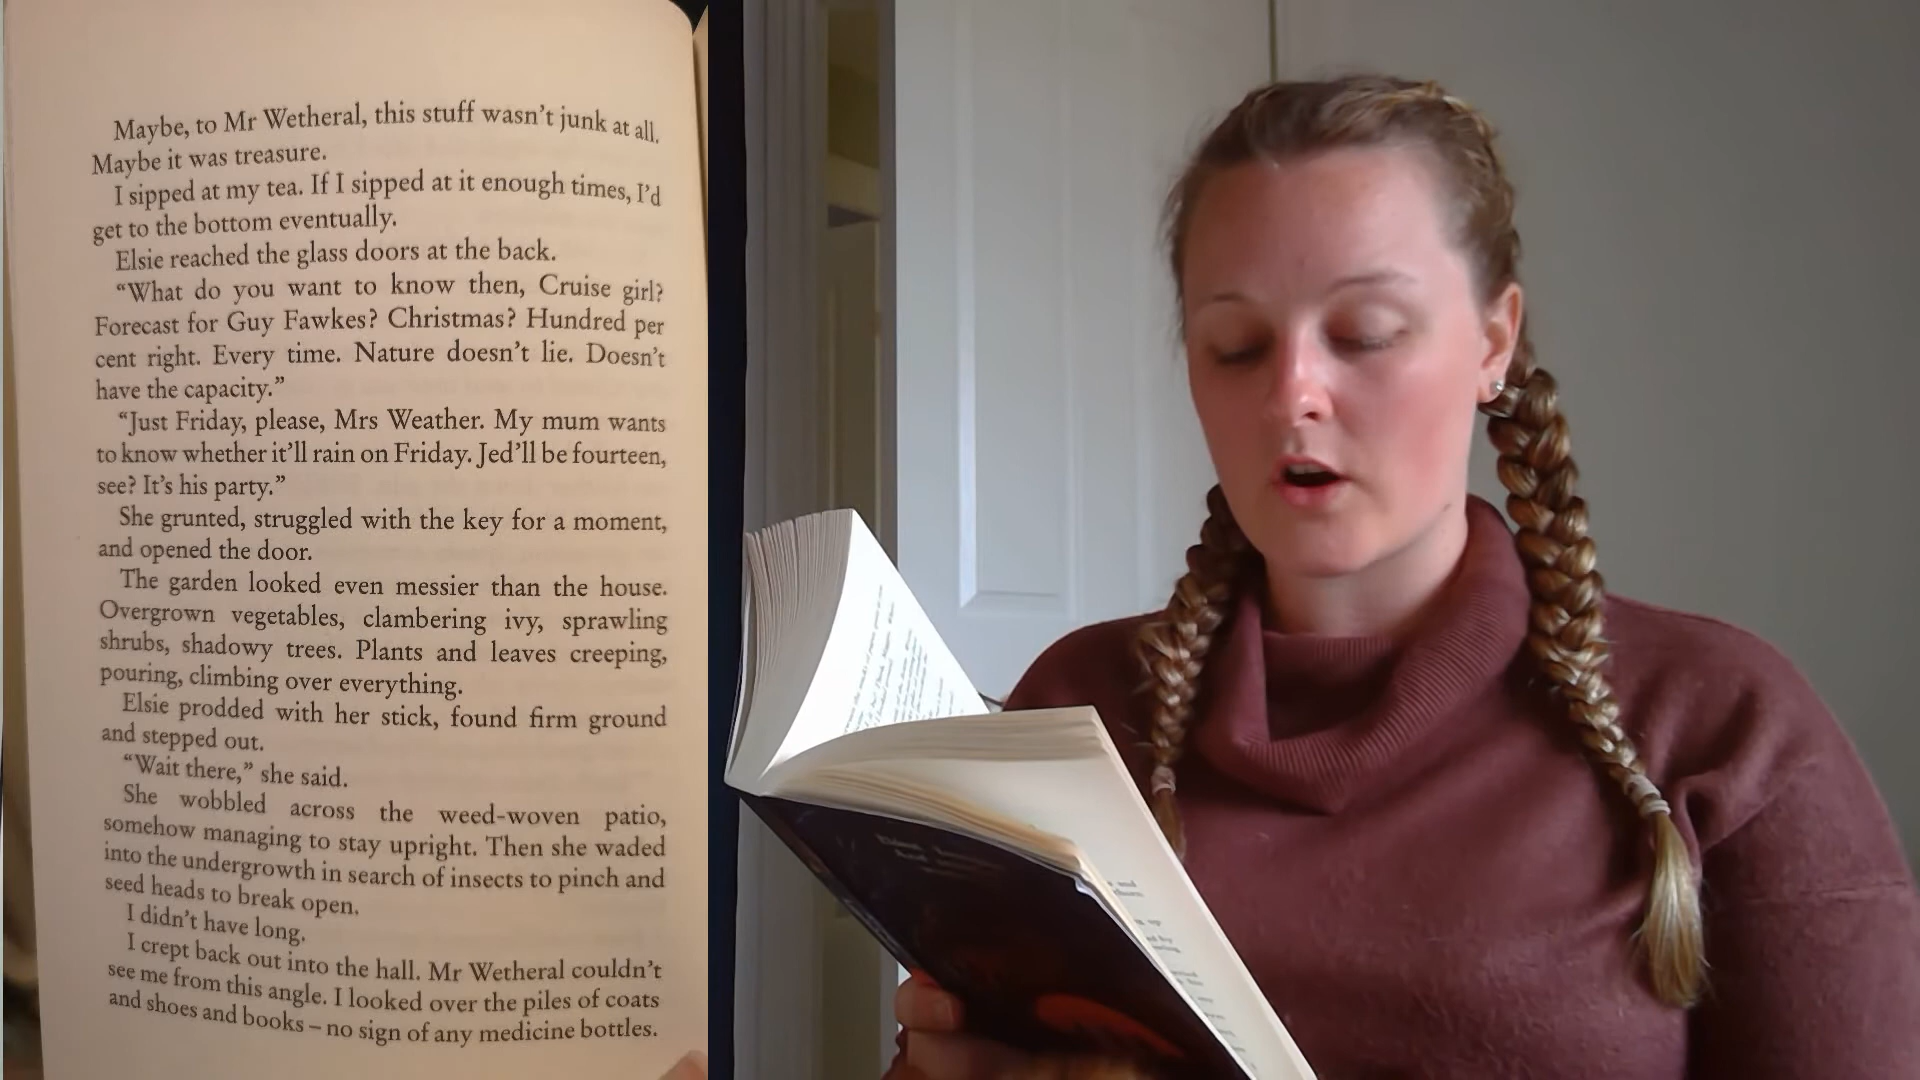 Maybe, to Mr Wetheral, this stuff wasn't junk at all.
Maybe it was treasure.
I sipped at my tea. If I sipped at it enough times, I'd
get to the bottom eventually.
Elsie reached the glass doors at the back.
“What do you want to know then, Cruise girl?
Forecast for Guy Fawkes? Christmas? Hundred per
cent right. Every time. Nature doesn't lie. Doesn't
have the capacity.”
“Just Friday, please, Mrs Weather. My mum wants
to know whether it'll rain on Friday. Jed'll be fourteen,
see? It's his party.”
She grunted, struggled with the key for a moment,
and opened the door.
The garden looked even messier than the house.
Overgrown vegetables, clambering ivy, sprawling
shrubs, shadowy trees. Plants and leaves creeping,
pouring, climbing over everything.
Elsie prodded with her stick, found firm ground
and stepped out.
“Wait there,” she said.
She wobbled across the weed-woven patio,
somehow managing to stay upright. Then she waded
into the undergrowth in search of insects to pinch and
seed heads to break open.
I didn't have long.
I crept back out into the hall. Mr Wetheral couldn't
see me from this angle. I looked over the piles of coats
and shoes and books – no sign of any medicine bottles.